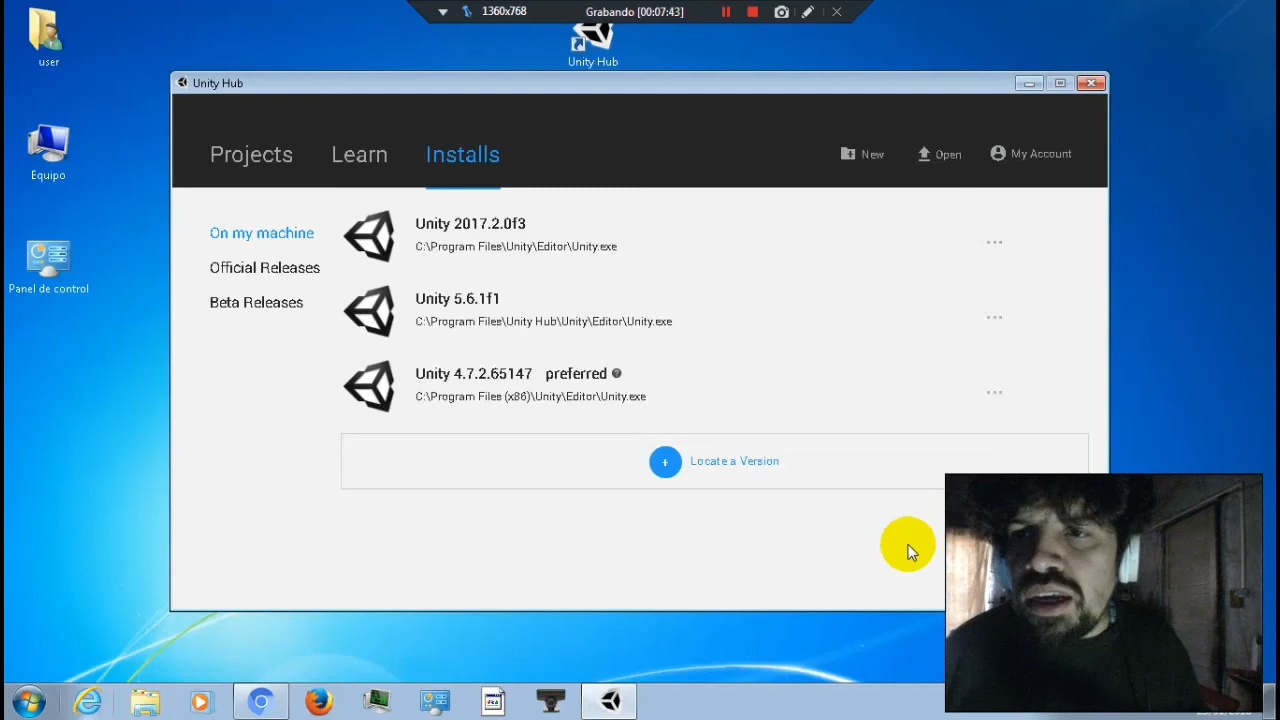 1360x768
Grabando [00:07:43]
user
Unity Hub
Equipo
Panel de control
Unity Hub
Projects
Learn
Installs
New
Open
My Account
On my machine
Official Releases
Beta Releases
Unity 2017.2.0f3
C:\Program Files\Unity\Editor\Unity.exe
Unity 5.6.1f1
C:\Program Files\Unity Hub\Unity\Editor\Unity.exe
Unity 4.7.2.65147 preferred
C:\Program Files (x86)\Unity\Editor\Unity.exe
Locate a Version